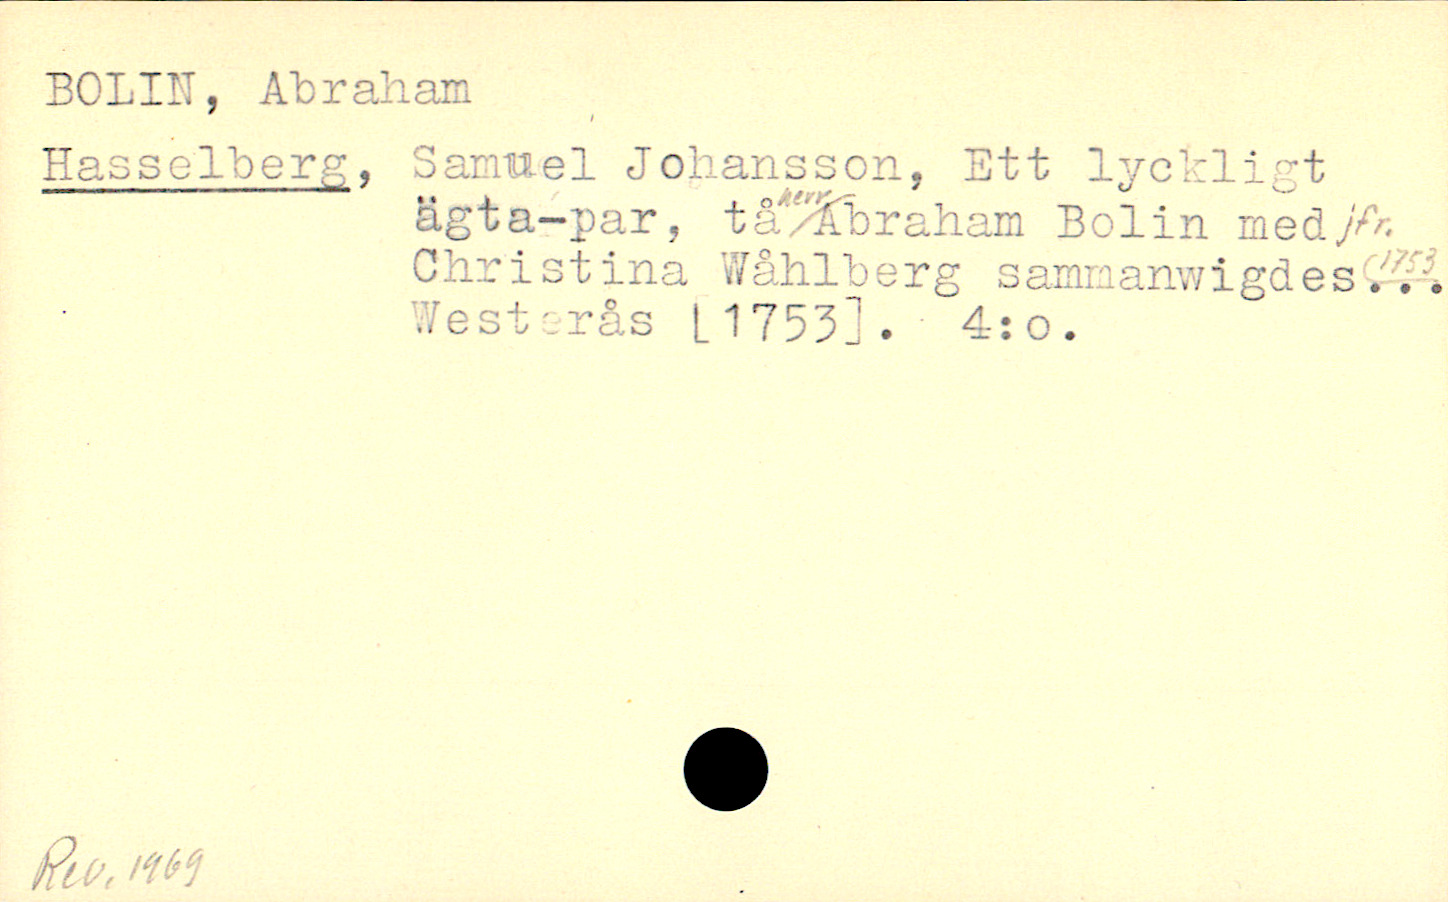 BOLIN, Abraham
Hasselberg, Samuel Johansson, Ett lyckligt
ägta-par, tå herr Abraham Bolin med jfr.
Christina Wåhlberg sammanwigdes... 1753
Westerås [1753]. 4:o.
Rev. 1969